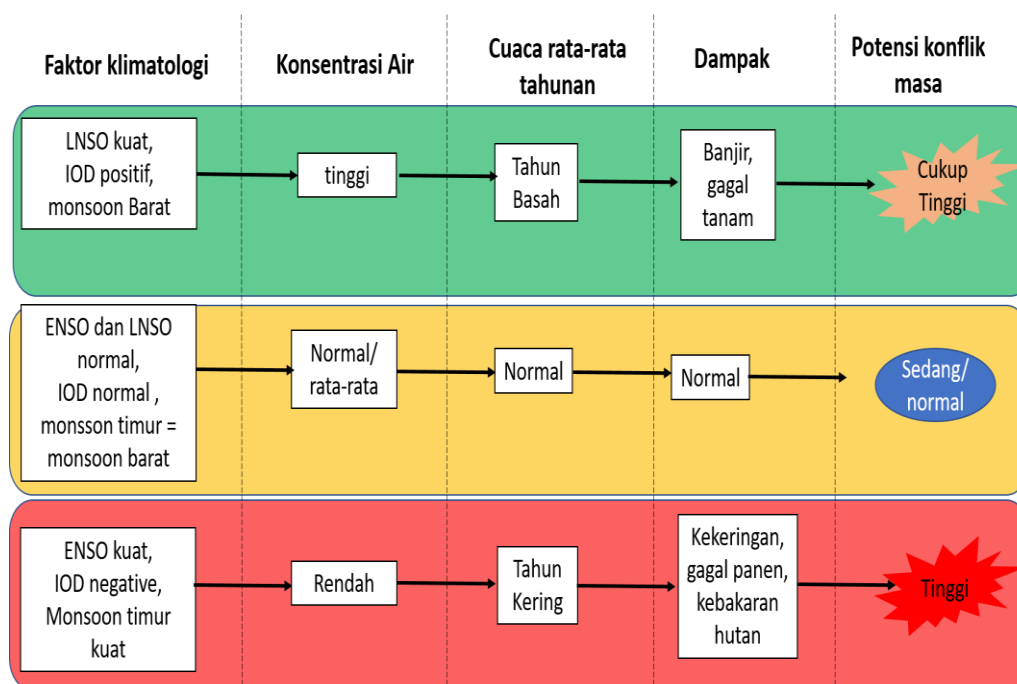 Faktor klimatologi
Konsentrasi Air
Cuaca rata-rata
tahunan
Dampak
Potensi konflik
masa
LNSO kuat,
IOD positif,
monsoon Barat
tinggi
Tahun
Basah
Banjir,
gagal
tanam
Cukup
Tinggi
ENSO dan LNSO
normal,
IOD normal ,
monsson timur =
monsoon barat
Normal/
rata-rata
Normal
Normal
Sedang/
normal
ENSO kuat,
IOD negative,
Monsoon timur
kuat
Rendah
Tahun
Kering
Kekeringan,
gagal panen,
kebakaran
hutan
Tinggi